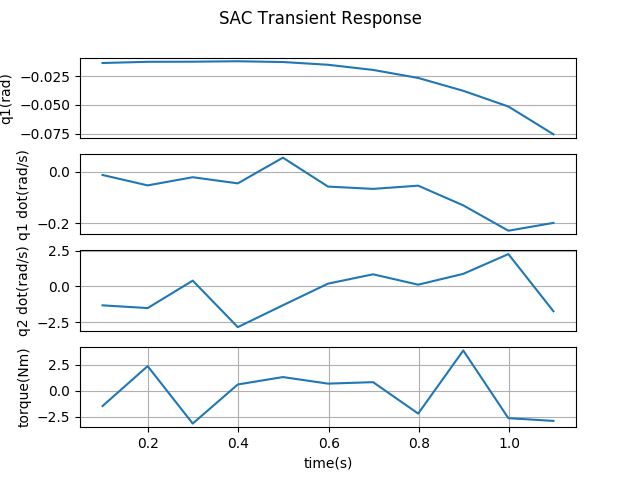 SAC Transient Response
q1(rad)
−0.025
−0.050
−0.075
q1 dot(rad/s)
0.0
−0.2
q2 dot(rad/s)
2.5
0.0
−2.5
torque(Nm)
2.5
0.0
−2.5
0.2 0.4 0.6 0.8 1.0
time(s)